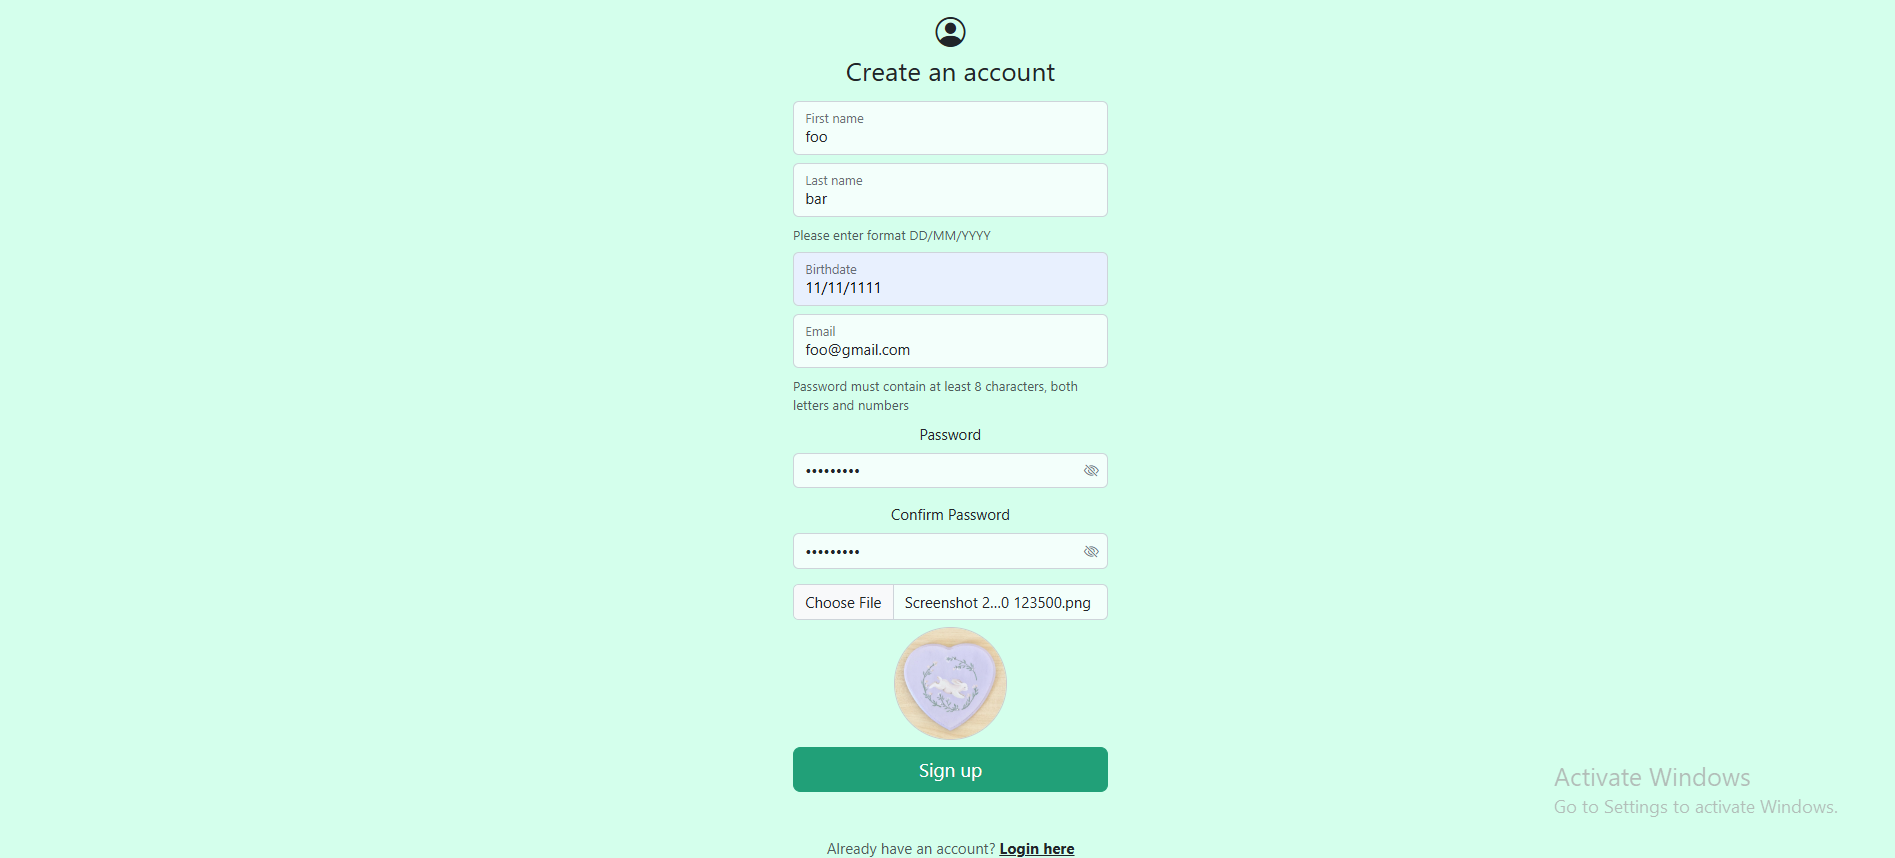 Create an account
First name
foo
Last name
bar
Please enter format DD/MM/YYYY
Birthdate
11/11/1111
Email
foo@gmail.com
Password must contain at least 8 characters, both
letters and numbers
Password
•••••••••
Confirm Password
•••••••••
Choose File Screenshot 2...0 123500.png
Sign up
Activate Windows
Go to Settings to activate Windows.
Already have an account? Login here